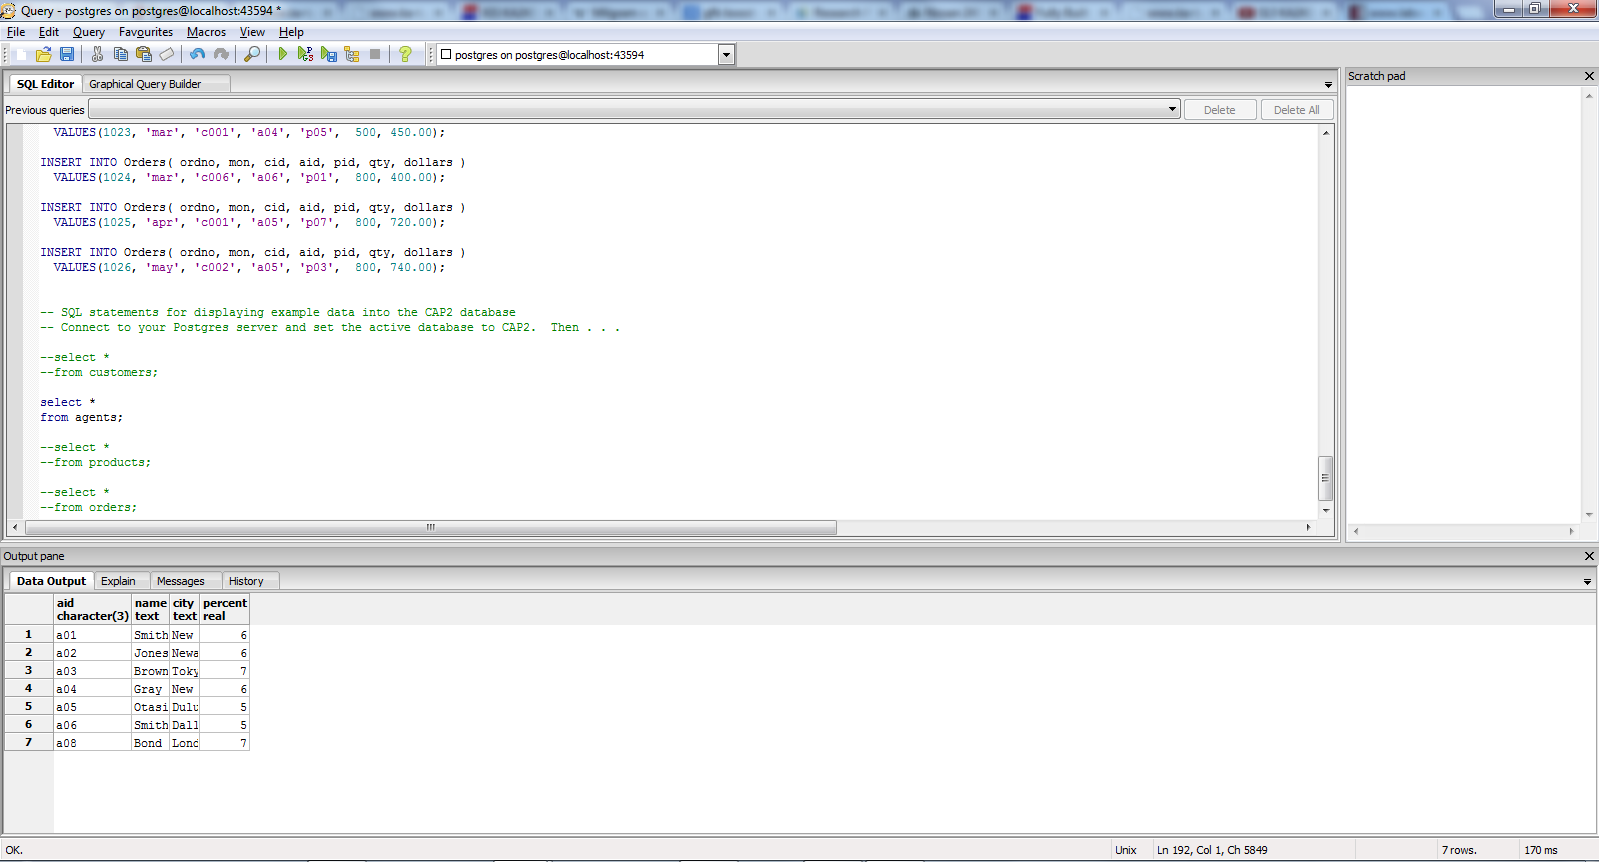 Query - postgres on postgres@localhost:43594 *
File Edit Query Favourites Macros View Help
postgres on postgres@localhost:43594
SQL Editor Graphical Query Builder
Previous queries Delete Delete All
VALUES(1023, 'mar', 'c001', 'a04', 'p05',  500, 450.00);
INSERT INTO Orders( ordno, mon, cid, aid, pid, qty, dollars )
VALUES(1024, 'mar', 'c006', 'a06', 'p01',  800, 400.00);
INSERT INTO Orders( ordno, mon, cid, aid, pid, qty, dollars )
VALUES(1025, 'apr', 'c001', 'a05', 'p07',  800, 720.00);
INSERT INTO Orders( ordno, mon, cid, aid, pid, qty, dollars )
VALUES(1026, 'may', 'c002', 'a05', 'p03',  800, 740.00);
-- SQL statements for displaying example data into the CAP2 database
-- Connect to your Postgres server and set the active database to CAP2.  Then . . .
--select *
--from customers;
select *
from agents;
--select *
--from products;
--select *
--from orders;
Scratch pad
Output pane
Data Output Explain Messages History
aid name city percent
character(3) text text real
1 a01 Smith New 6
2 a02 Jones Newa 6
3 a03 Brown Toky 7
4 a04 Gray New 6
5 a05 Otasi Dulu 5
6 a06 Smith Dall 5
7 a08 Bond Lond 7
OK. Unix Ln 192, Col 1, Ch 5849 7 rows. 170 ms